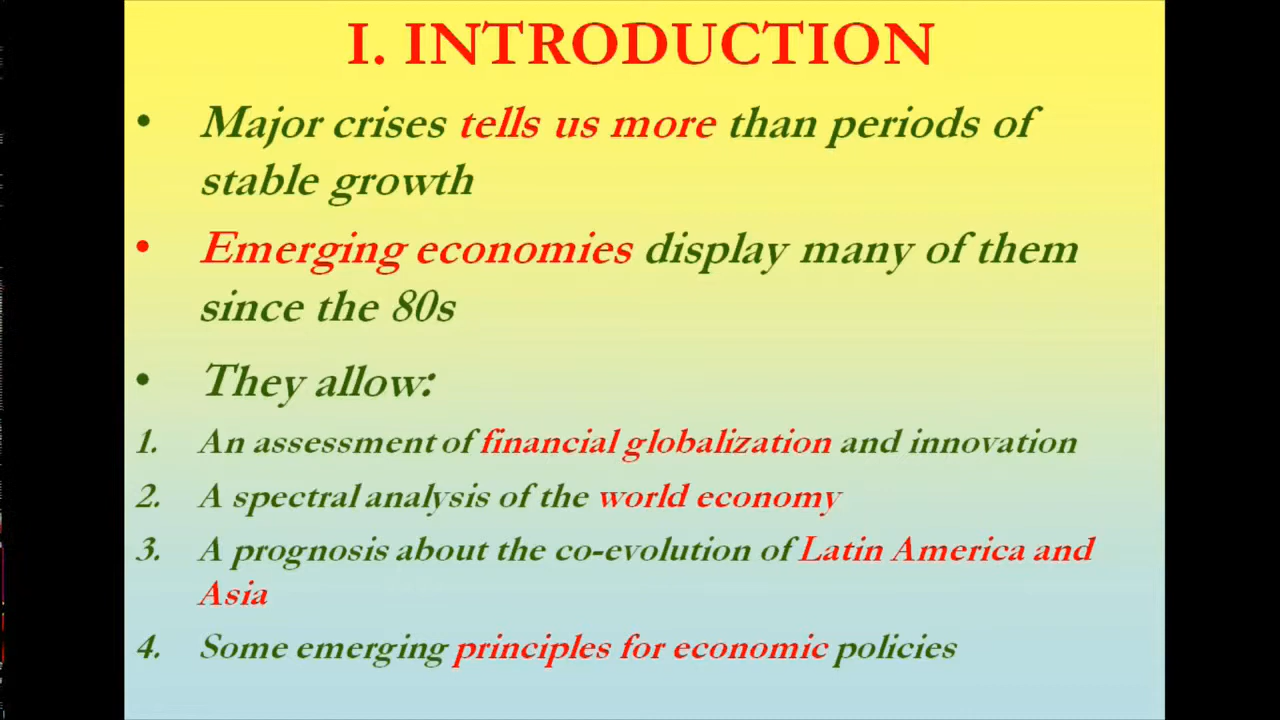 I. INTRODUCTION
• Major crises tells us more than periods of
stable growth
• Emerging economies display many of them
since the 80s
• They allow:
1. An assessment of financial globalization and innovation
2. A spectral analysis of the world economy
3. A prognosis about the co-evolution of Latin America and
Asia
4. Some emerging principles for economic policies